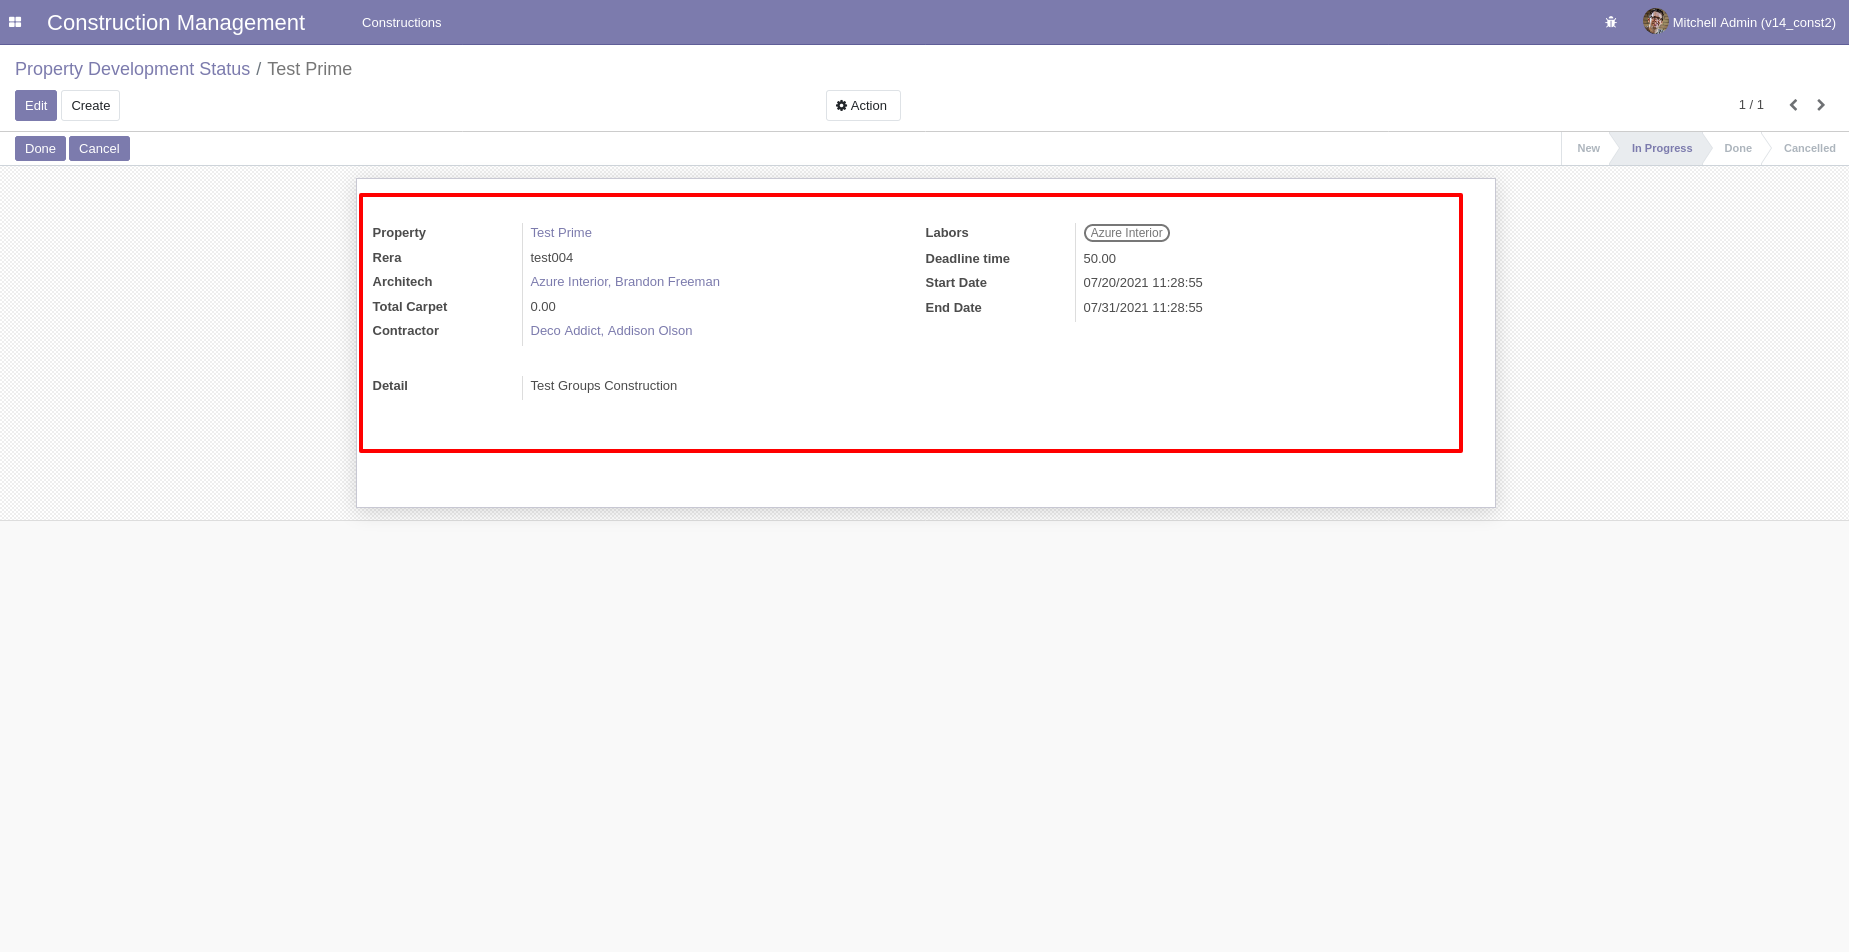 Construction Management Constructions Mitchell Admin (v14_const2)
Property Development Status / Test Prime
Edit Create Action 1 / 1
Done Cancel New In Progress Done Cancelled
Property Test Prime Labors Azure Interior
Rera test004 Deadline time 50.00
Architech Azure Interior, Brandon Freeman Start Date 07/20/2021 11:28:55
Total Carpet 0.00 End Date 07/31/2021 11:28:55
Contractor Deco Addict, Addison Olson
Detail Test Groups Construction